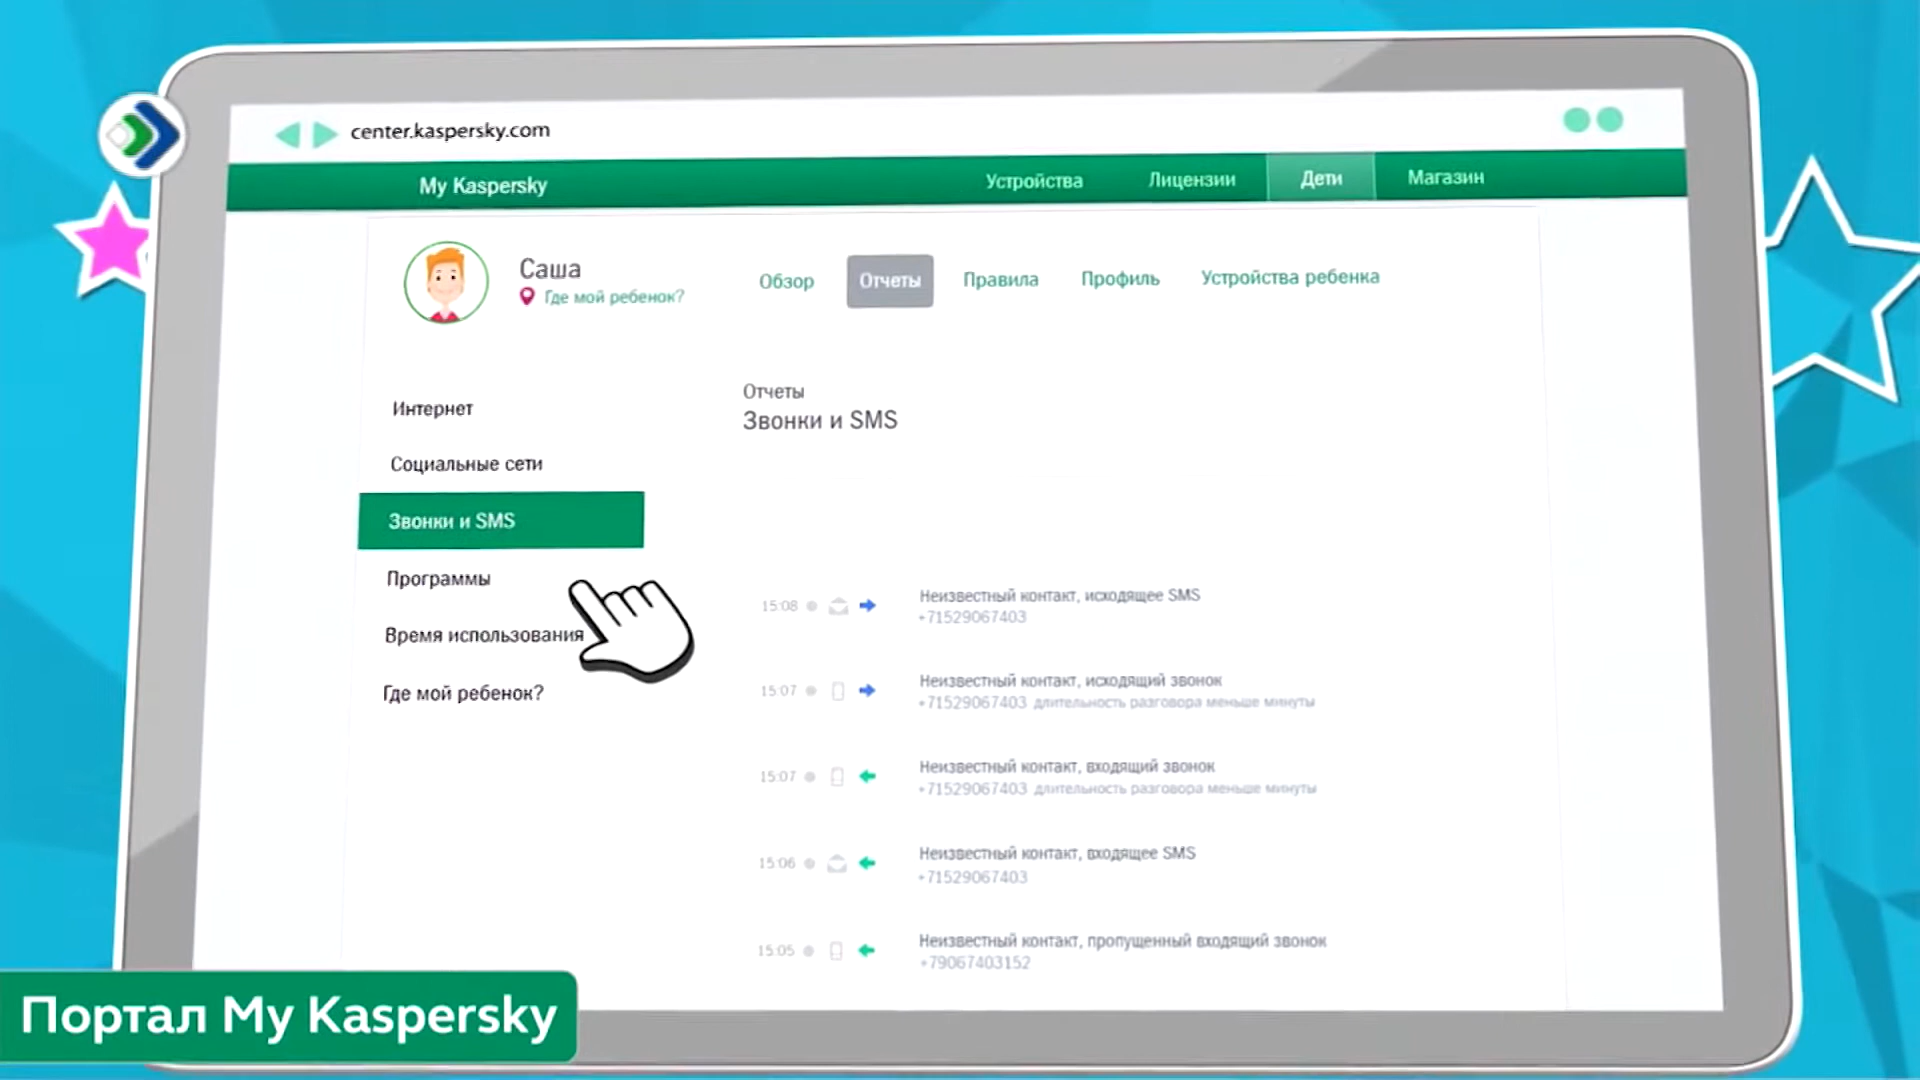 center.kaspersky.com
My Kaspersky
Устройства
Лицензии
Дети
Магазин
Саша
Где мой ребенок?
Обзор
Отчеты
Правила
Профиль
Устройства ребенка
Интернет
Социальные сети
Звонки и SMS
Программы
Время использования
Где мой ребенок?
Отчеты
Звонки и SMS
15:08
Неизвестный контакт, исходящее SMS
+71529067403
15:07
Неизвестный контакт, исходящий звонок
+71529067403 длительность разговора меньше минуты
15:07
Неизвестный контакт, входящий звонок
+71529067403 длительность разговора меньше минуты
15:06
Неизвестный контакт, входящее SMS
+71529067403
15:05
Неизвестный контакт, пропущенный входящий звонок
+79067403152
Портал My Kaspersky